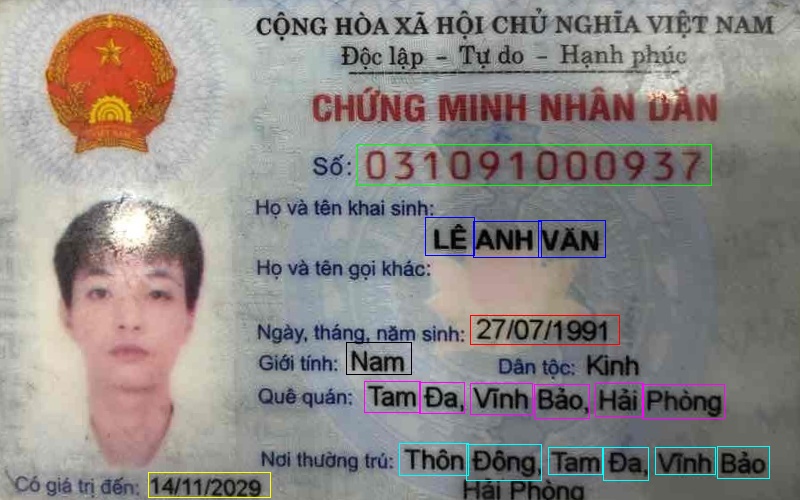 CỘNG HÒA XÃ HỘI CHỦ NGHĨA VIỆT NAM
Độc lập – Tự do – Hạnh phúc
CHỨNG MINH NHÂN DÂN
Số: 031091000937
Họ và tên khai sinh:
LÊ ANH VĂN
Họ và tên gọi khác:
Ngày, tháng, năm sinh: 27/07/1991
Giới tính: Nam Dân tộc: Kinh
Quê quán: Tam Đa, Vĩnh Bảo, Hải Phòng
Nơi thường trú: Thôn Đông, Tam Đa, Vĩnh Bảo
Hải Phòng
Có giá trị đến: 14/11/2029